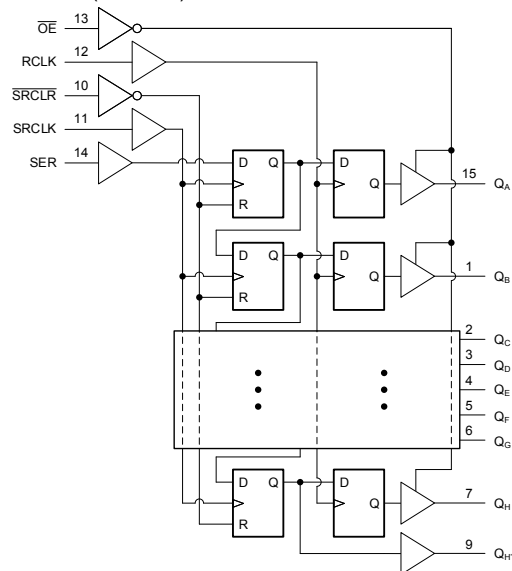 13
OE
12
RCLK
10
SRCLR
11
SRCLK
14
SER
D Q D Q
R
15 QA
D Q D Q
R
1 QB
2 QC
3 QD
4 QE
5 QF
6 QG
D Q D Q
R
7 QH
9 QH'